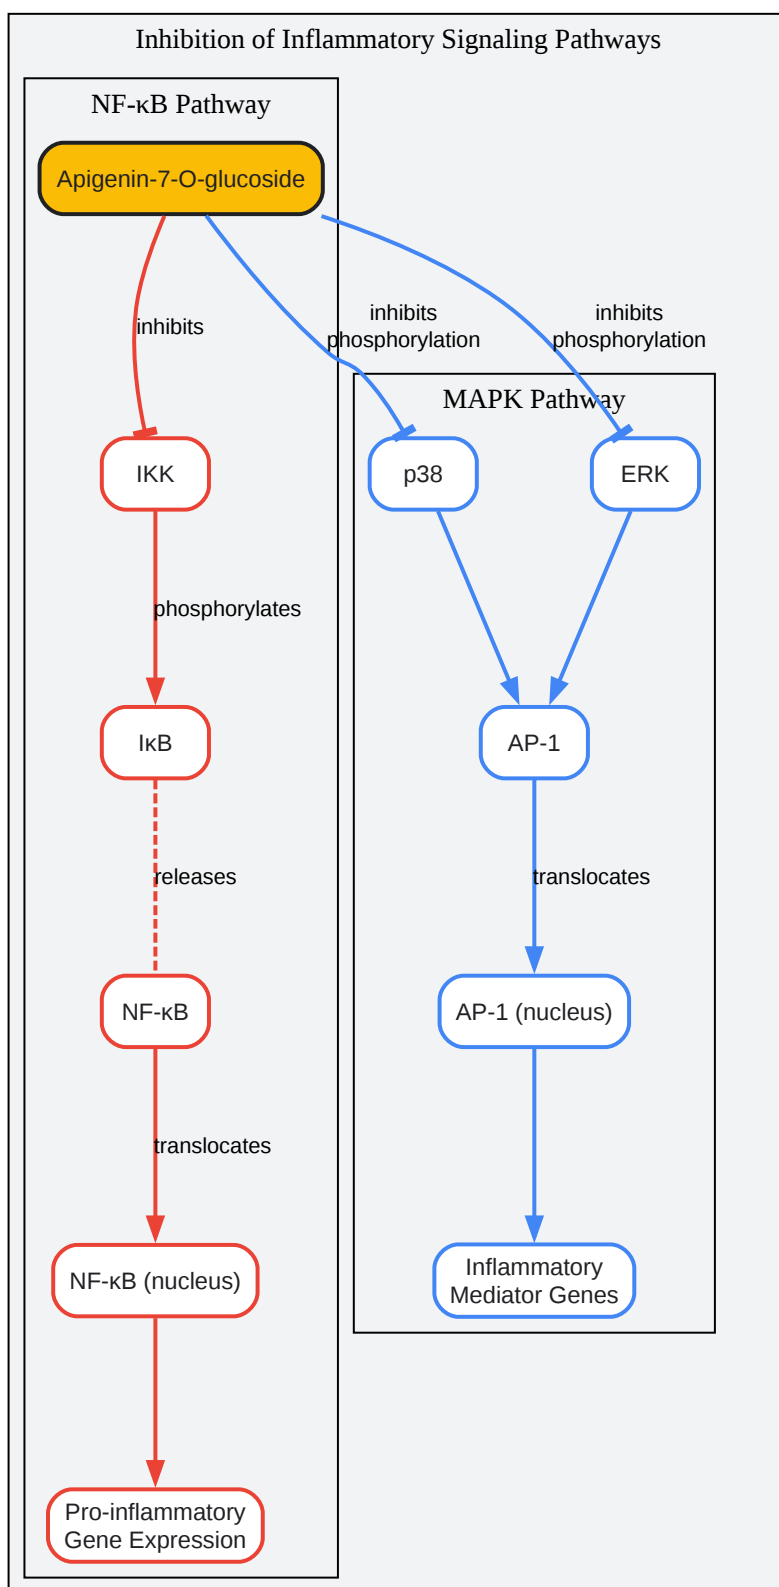 Inhibition of Inflammatory Signaling Pathways
NF-κB Pathway
Apigenin-7-O-glucoside
inhibits
inhibits
phosphorylation
inhibits
phosphorylation
MAPK Pathway
IKK
p38
ERK
phosphorylates
IκB
AP-1
releases
translocates
NF-κB
AP-1 (nucleus)
translocates
NF-κB (nucleus)
Inflammatory
Mediator Genes
Pro-inflammatory
Gene Expression